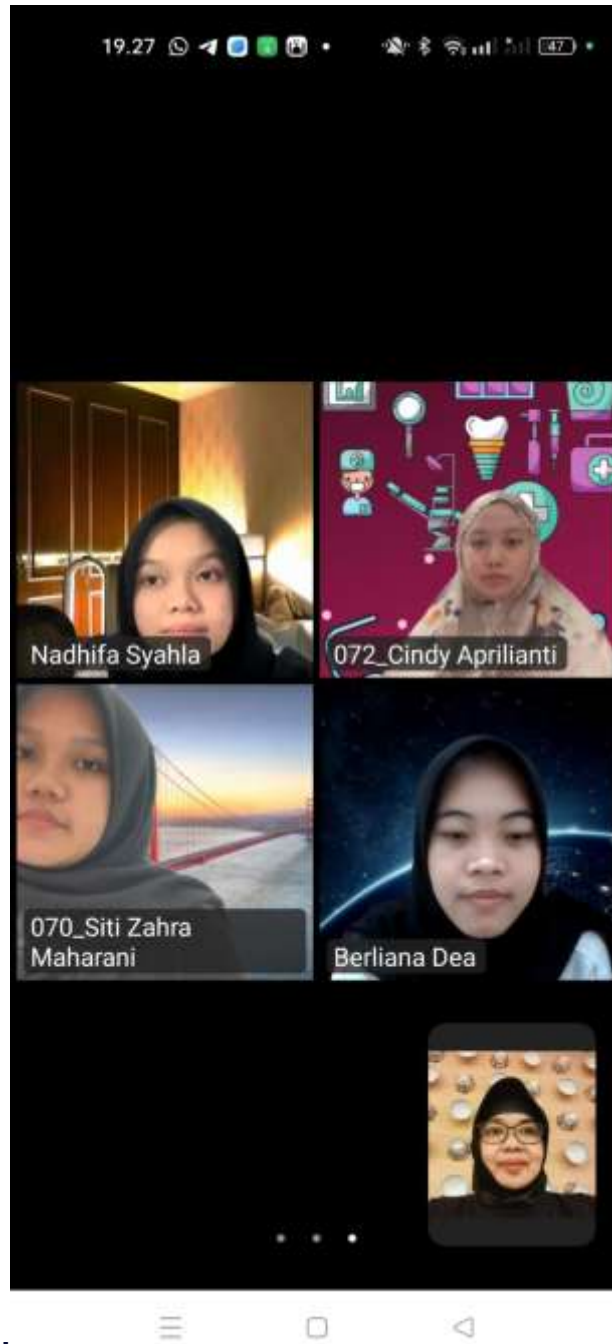 19.27
47
Nadhifa Syahla
072_Cindy Aprilianti
070_Siti Zahra
Maharani
Berliana Dea